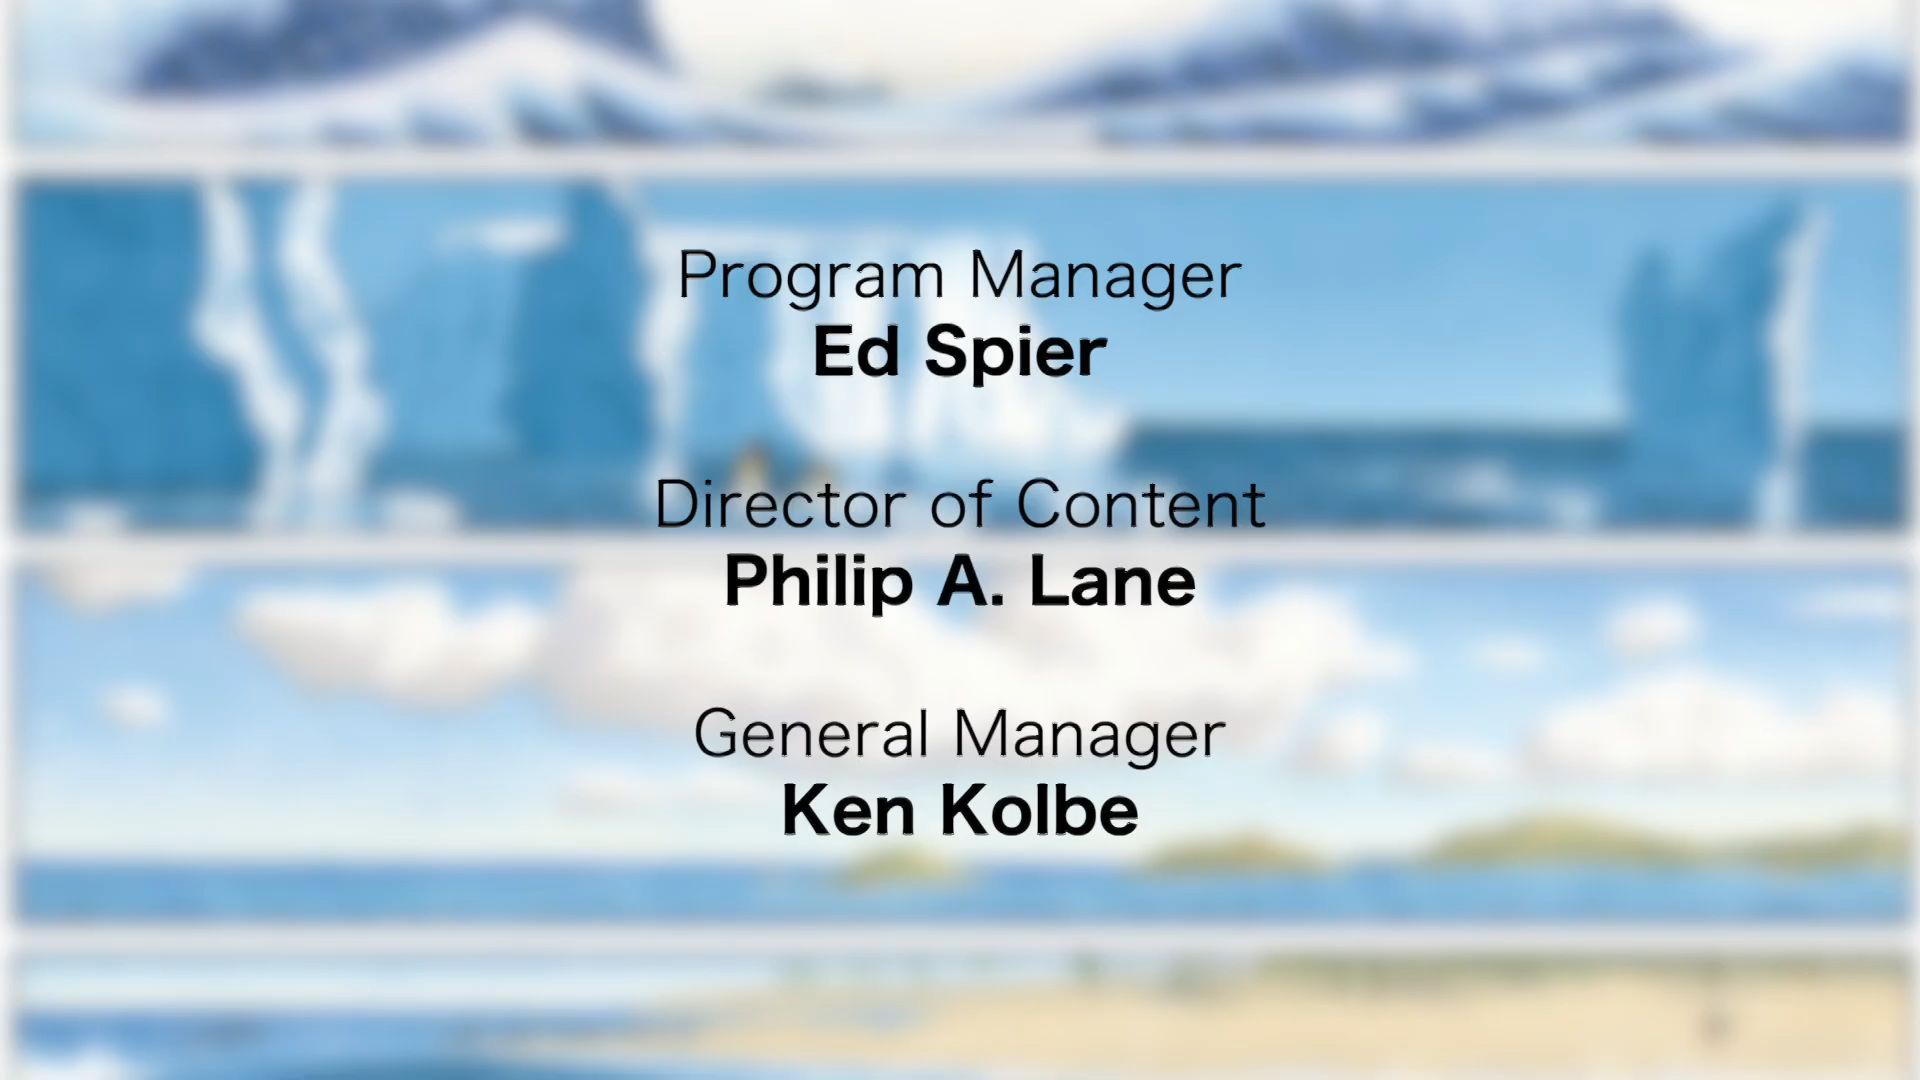 Program Manager
Ed Spier
Director of Content
Philip A. Lane
General Manager
Ken Kolbe